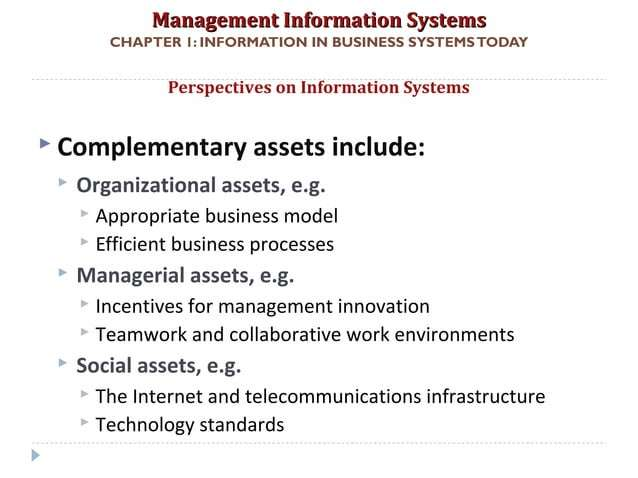 Management Information Systems
CHAPTER 1: INFORMATION IN BUSINESS SYSTEMS TODAY
Perspectives on Information Systems
Complementary assets include:
Organizational assets, e.g.
Appropriate business model
Efficient business processes
Managerial assets, e.g.
Incentives for management innovation
Teamwork and collaborative work environments
Social assets, e.g.
The Internet and telecommunications infrastructure
Technology standards